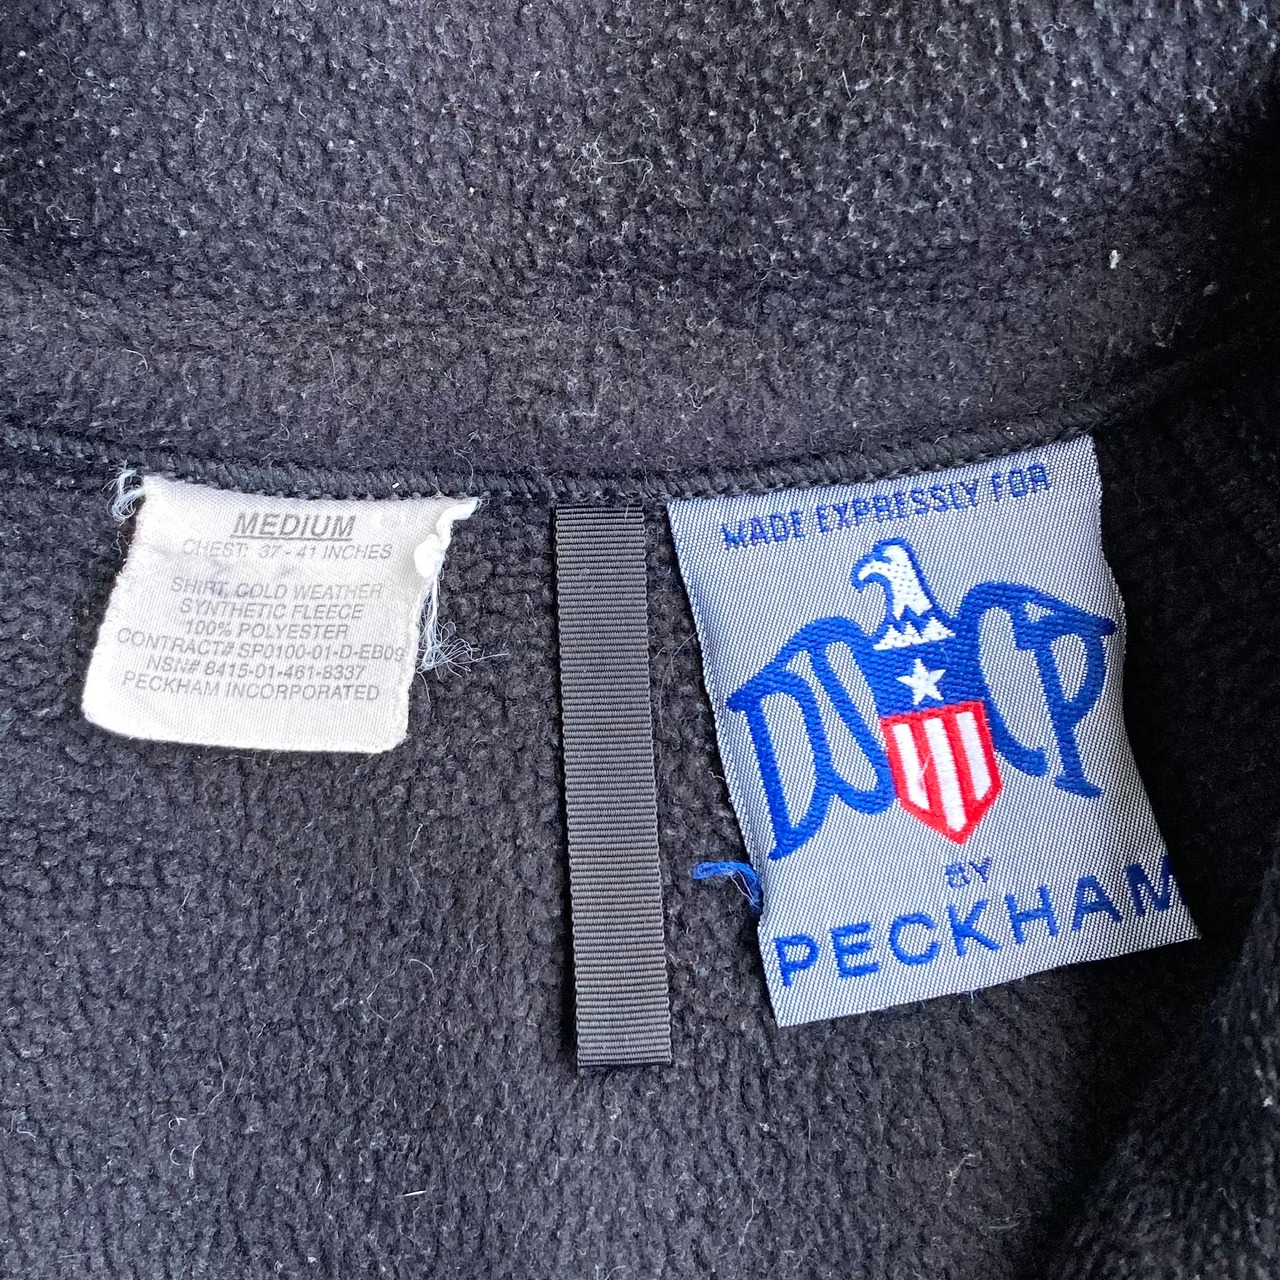 MEDIUM
CHEST: 37 - 41 INCHES
SHIRT, COLD WEATHER
SYNTHETIC FLEECE
100% POLYESTER
CONTRACT# SP0100-01-D-EB09
NSN# 8415-01-461-8337
PECKHAM INCORPORATED
MADE EXPRESSLY FOR
DSCP
BY
PECKHAM